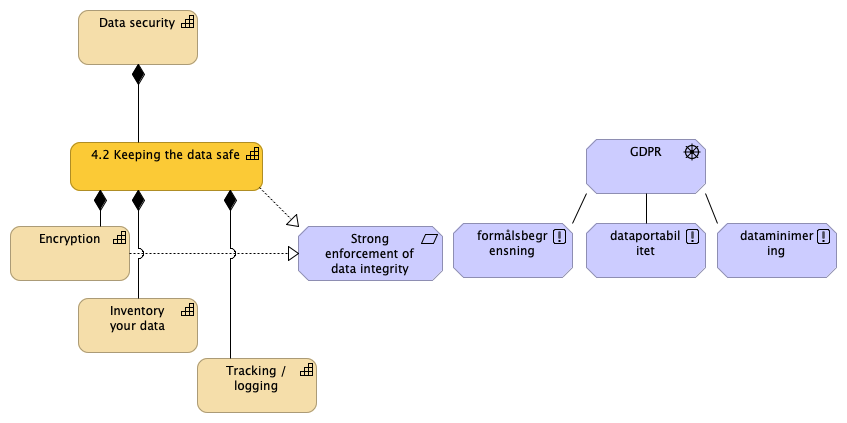 Data security
4.2 Keeping the data safe
GDPR
Encryption
Strong
enforcement of
data integrity
formålsbegr
ensning
dataportabil
itet
dataminimer
ing
Inventory
your data
Tracking /
logging